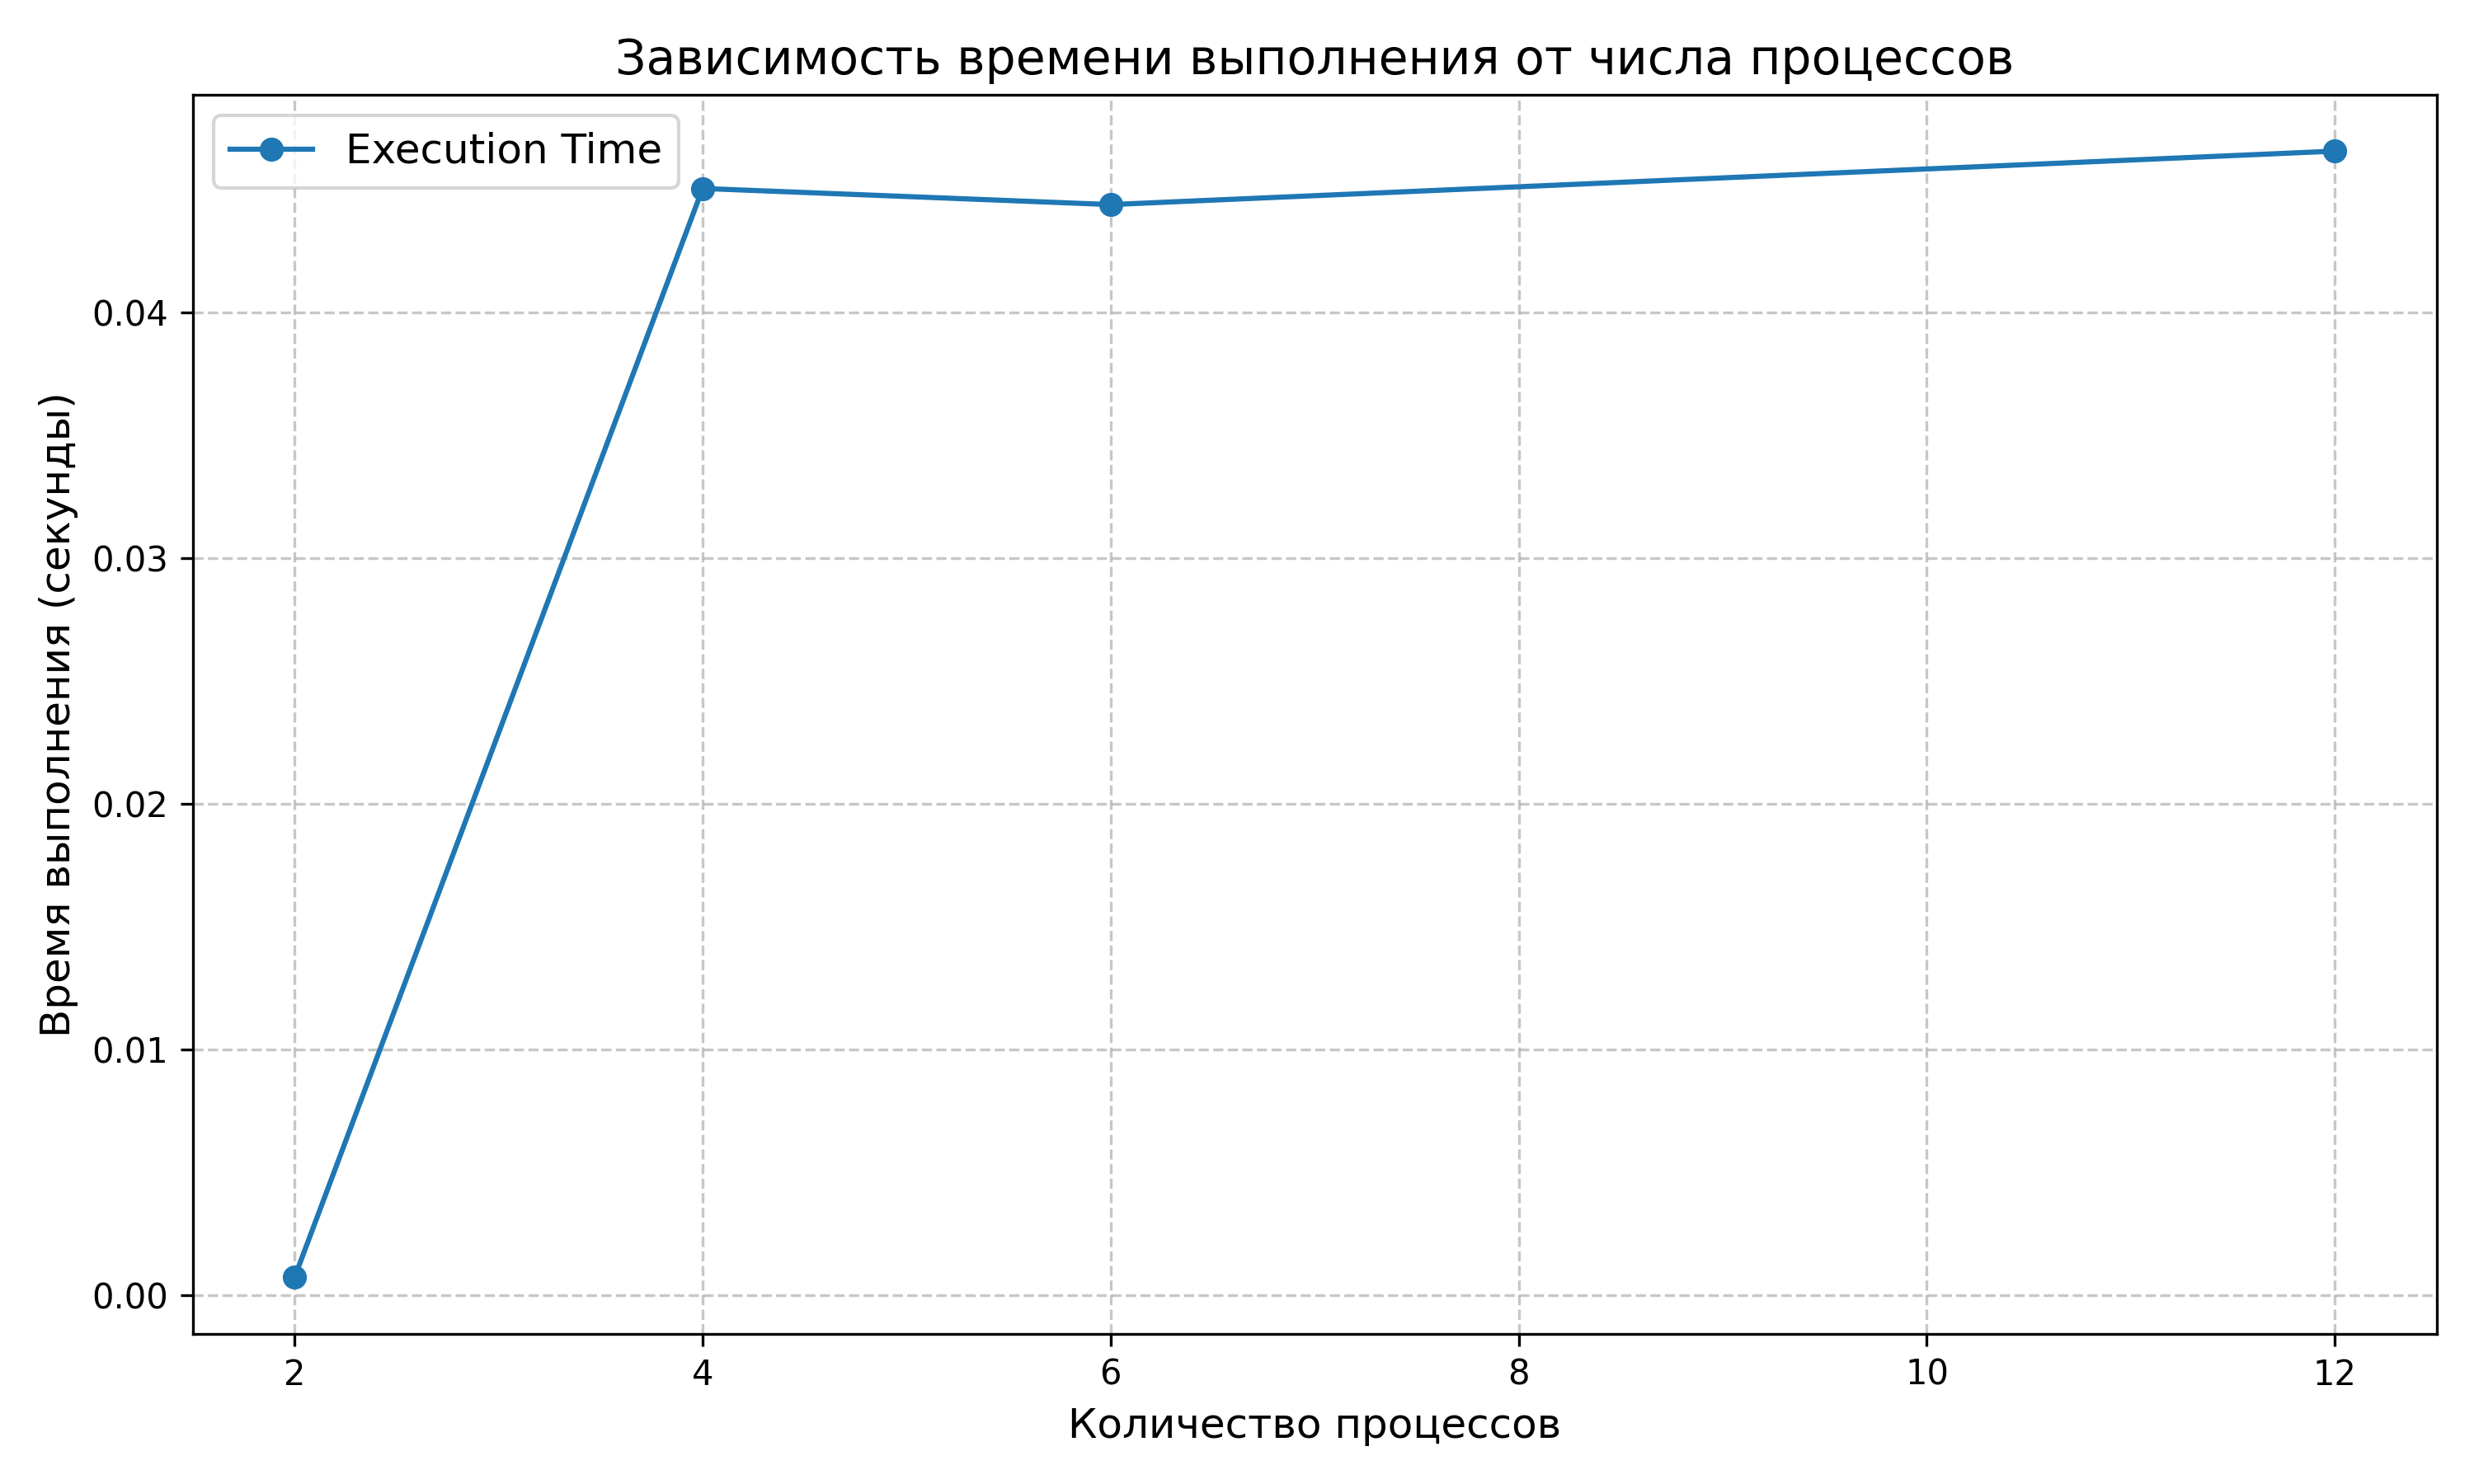 Зависимость времени выполнения от числа процессов
Execution Time
Время выполнения (секунды)
0.04
0.03
0.02
0.01
0.00
2 4 6 8 10 12
Количество процессов